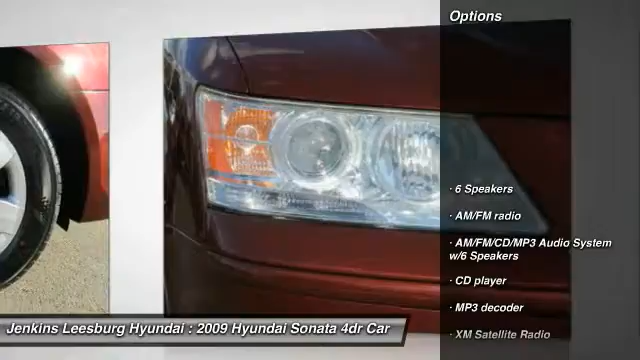 Options
· 6 Speakers
· AM/FM radio
· AM/FM/CD/MP3 Audio System
w/6 Speakers
· CD player
· MP3 decoder
· XM Satellite Radio
Jenkins Leesburg Hyundai : 2009 Hyundai Sonata 4dr Car